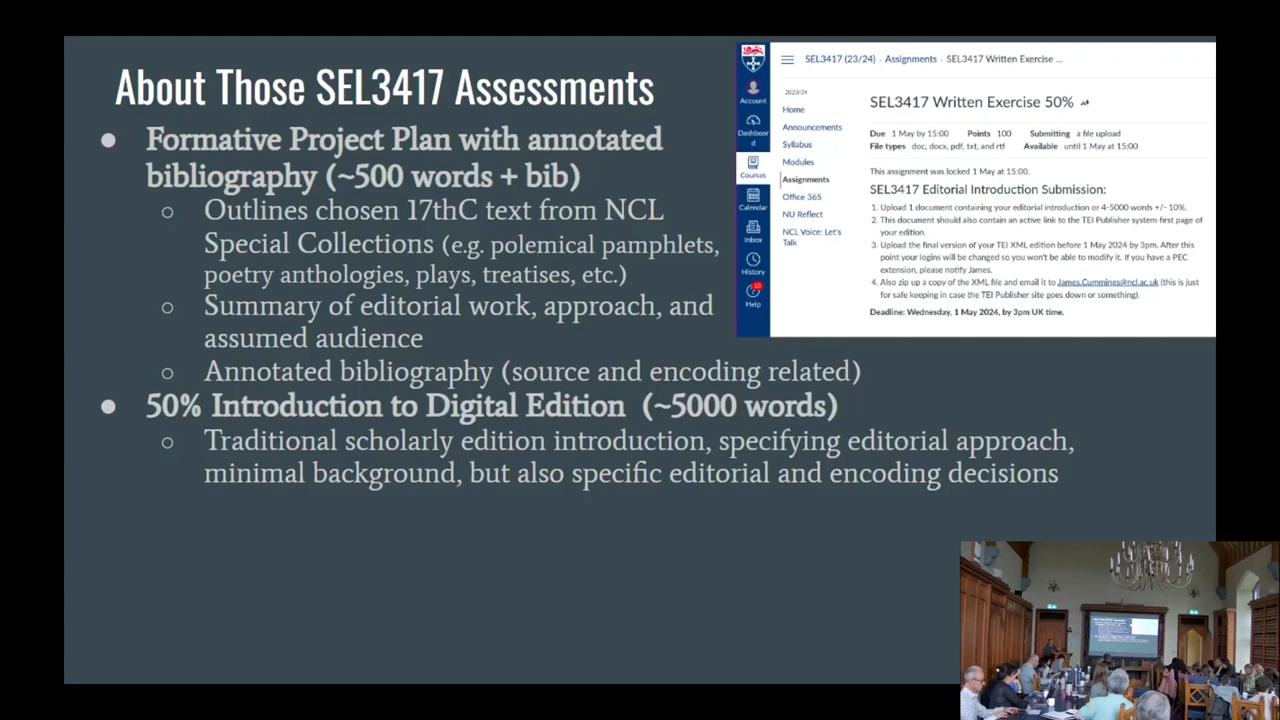 About Those SEL3417 Assessments
● Formative Project Plan with annotated
bibliography (~500 words + bib)
○ Outlines chosen 17thC text from NCL
Special Collections (e.g. polemical pamphlets,
poetry anthologies, plays, treatises, etc.)
○ Summary of editorial work, approach, and
assumed audience
○ Annotated bibliography (source and encoding related)
● 50% Introduction to Digital Edition (~5000 words)
○ Traditional scholarly edition introduction, specifying editorial approach,
minimal background, but also specific editorial and encoding decisions
Account
Dashboar
d
Courses
Calendar
Inbox
History
10
Help
SEL3417 (23/24) › Assignments › SEL3417 Written Exercise ...
2023/24
Home
Announcements
Syllabus
Modules
Assignments
Office 365
NU Reflect
NCL Voice: Let's
Talk
SEL3417 Written Exercise 50%
Due 1 May by 15:00 Points 100 Submitting a file upload
File types doc, docx, pdf, txt, and rtf Available until 1 May at 15:00
This assignment was locked 1 May at 15:00.
SEL3417 Editorial Introduction Submission:
1. Upload 1 document containing your editorial introduction or 4-5000 words +/- 10%.
2. This document should also contain an active link to the TEI Publisher system first page of
your edition.
3. Upload the final version of your TEI XML edition before 1 May 2024 by 3pm. After this
point your logins will be changed so you won't be able to modify it. If you have a PEC
extension, please notify James.
4. Also zip up a copy of the XML file and email it to James.Cummings@ncl.ac.uk (this is just
for safe keeping in case the TEI Publisher site goes down or something).
Deadline: Wednesday, 1 May 2024, by 3pm UK time.